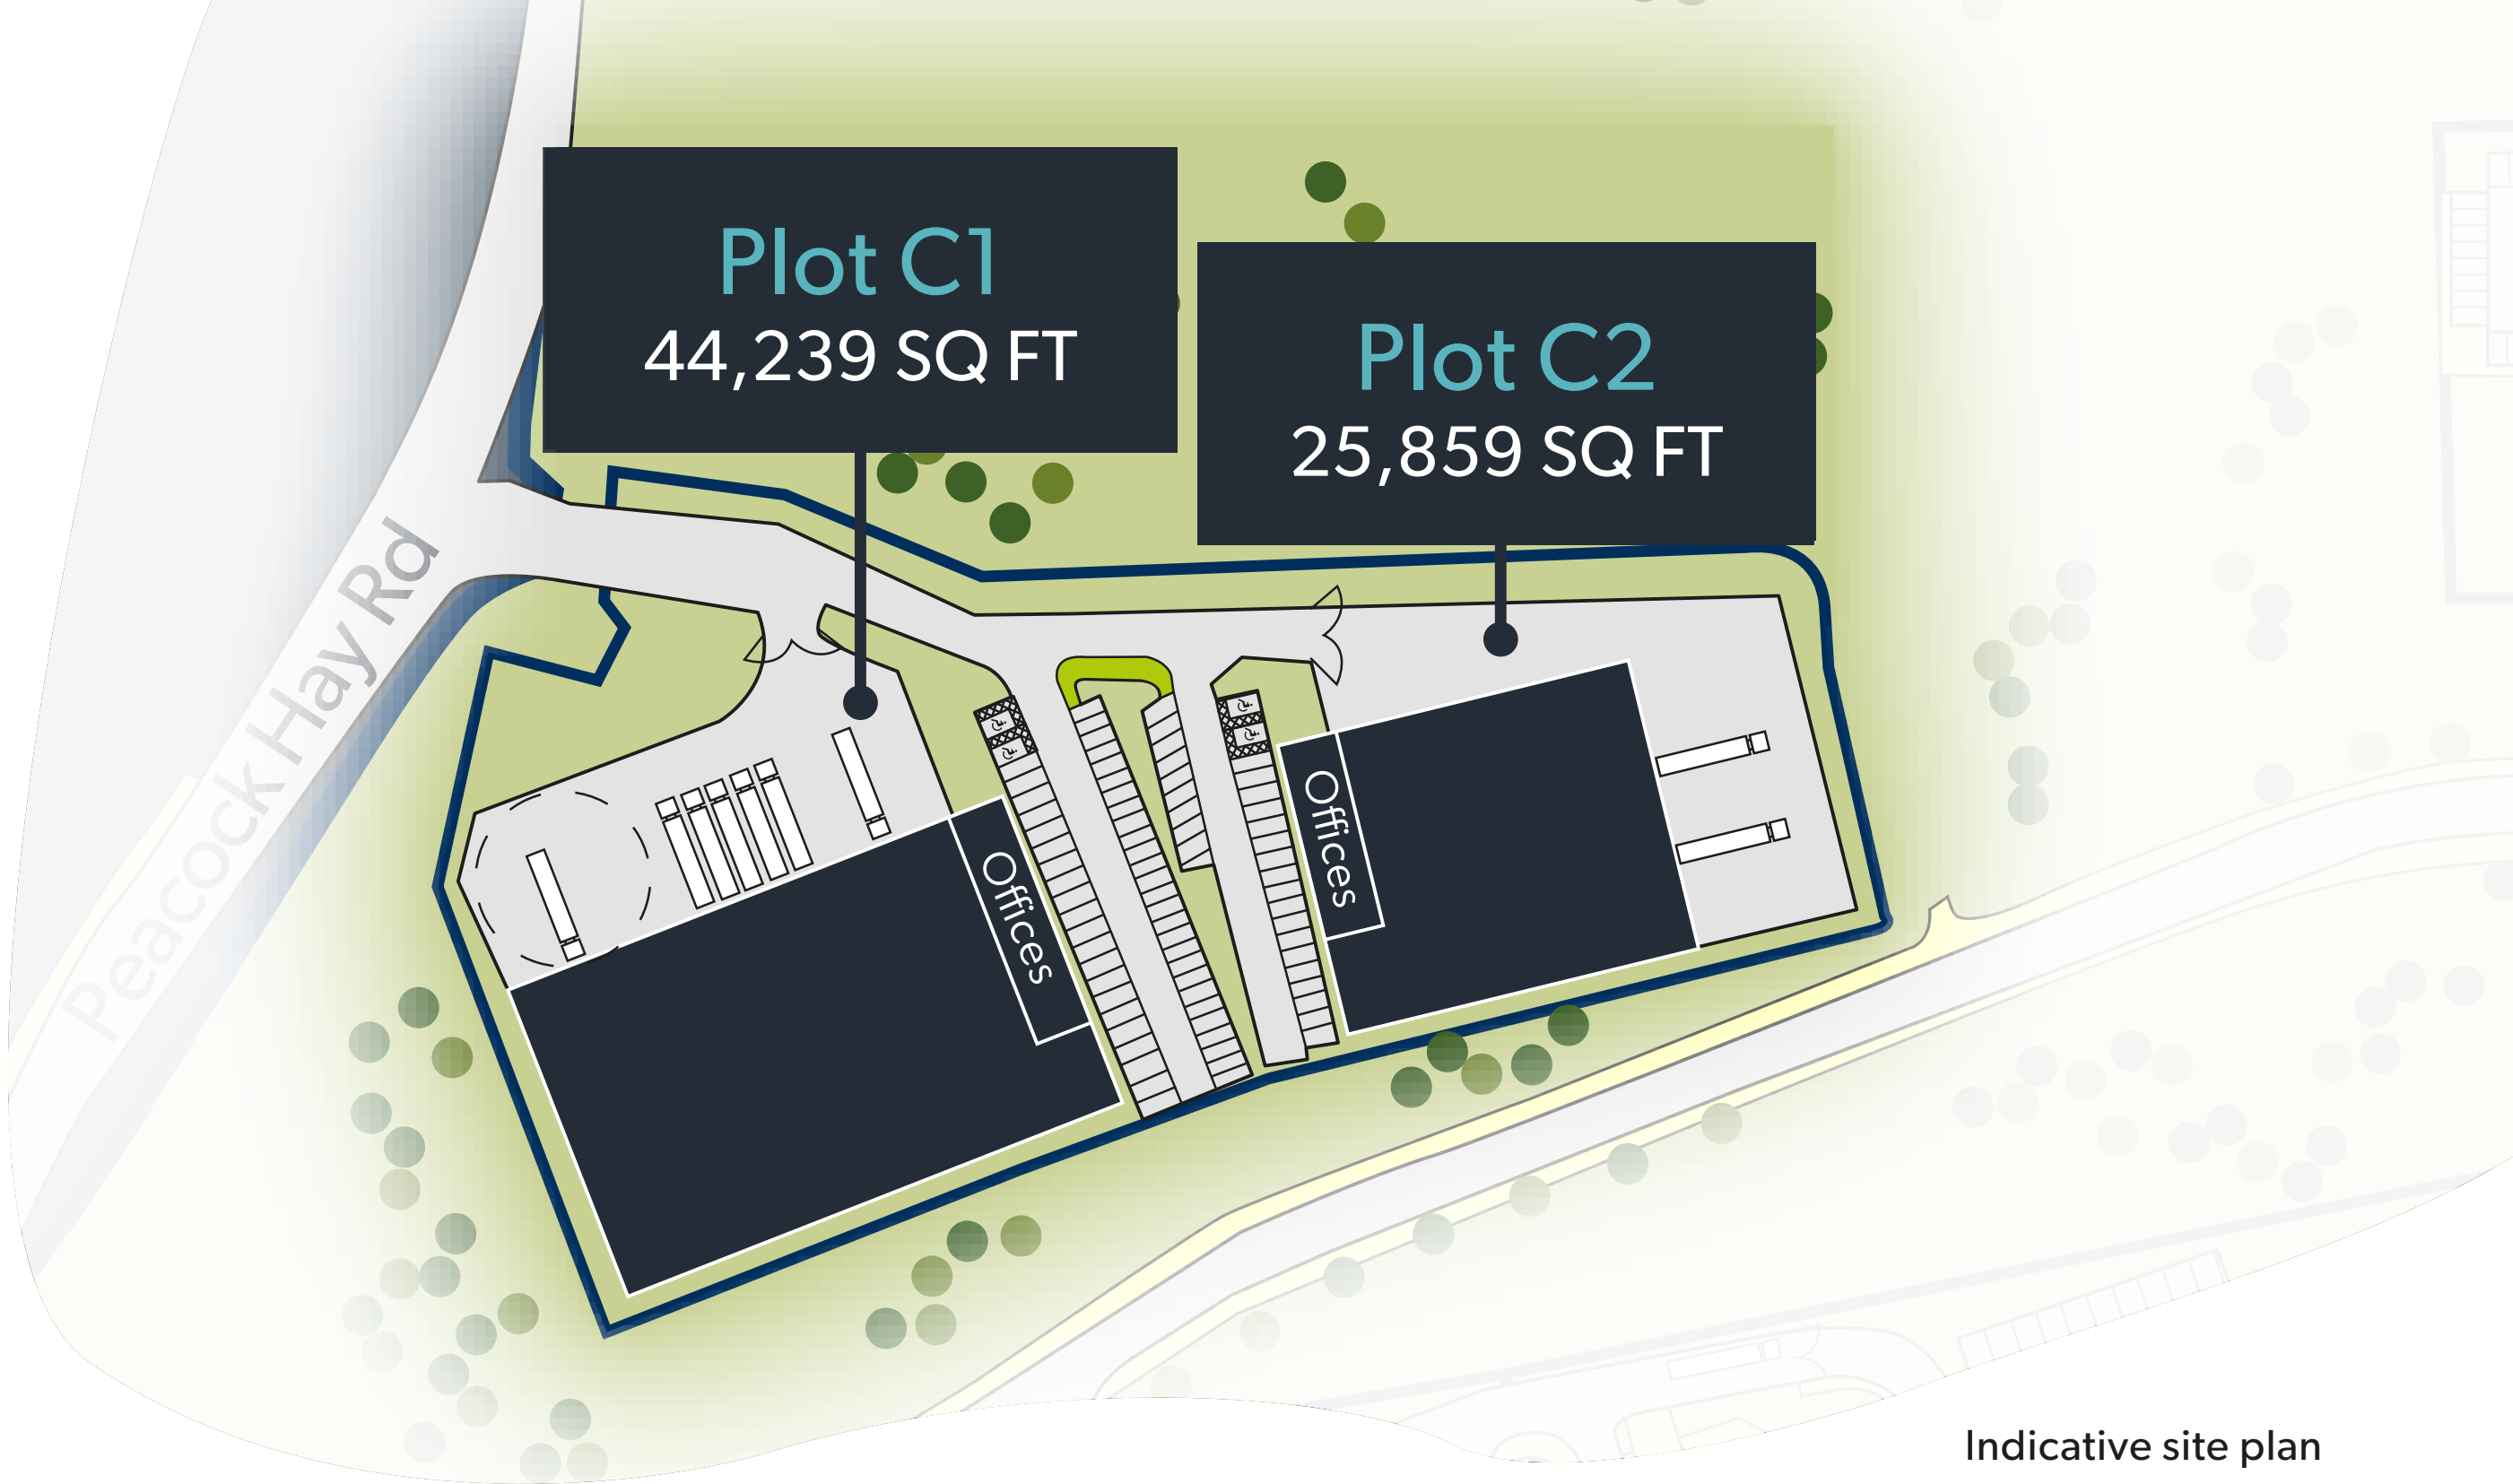 Plot C1
44,239 SQ FT
Plot C2
25,859 SQ FT
Peacock Hay Rd
Offices
Offices
Indicative site plan